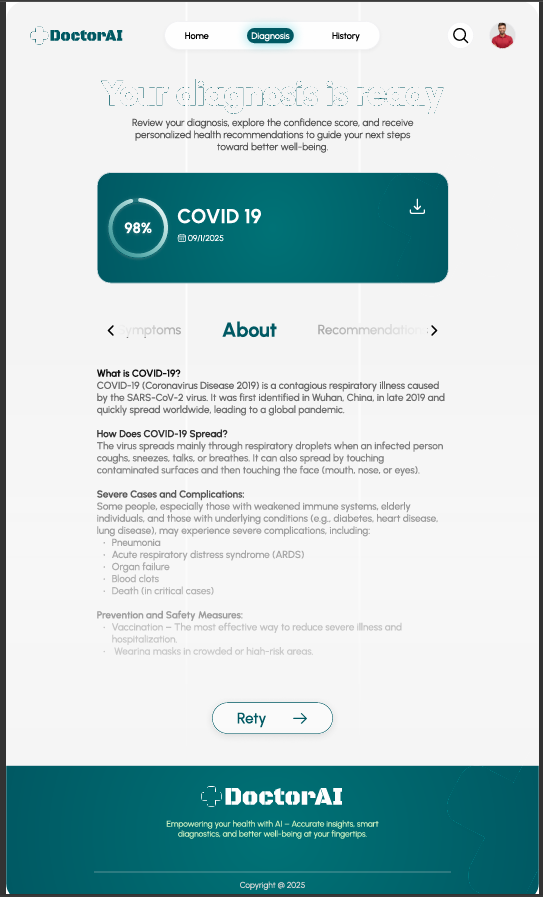 DoctorAI
Home
Diagnosis
History
Your diagnosis is ready
Review your diagnosis, explore the confidence score, and receive
personalized health recommendations to guide your next steps
toward better well-being.
98%
COVID 19
09/1/2025
Symptoms
About
Recommendation
What is COVID-19?
COVID-19 (Coronavirus Disease 2019) is a contagious respiratory illness caused
by the SARS-CoV-2 virus. It was first identified in Wuhan, China, in late 2019 and
quickly spread worldwide, leading to a global pandemic.
How Does COVID-19 Spread?
The virus spreads mainly through respiratory droplets when an infected person
coughs, sneezes, talks, or breathes. It can also spread by touching
contaminated surfaces and then touching the face (mouth, nose, or eyes).
Severe Cases and Complications:
Some people, especially those with weakened immune systems, elderly
individuals, and those with underlying conditions (e.g., diabetes, heart disease,
lung disease), may experience severe complications, including:
· Pneumonia
· Acute respiratory distress syndrome (ARDS)
· Organ failure
· Blood clots
· Death (in critical cases)
Prevention and Safety Measures:
· Vaccination – The most effective way to reduce severe illness and
hospitalization.
· Wearing masks in crowded or high-risk areas.
Rety
DoctorAI
Empowering your health with AI – Accurate insights, smart
diagnostics, and better well-being at your fingertips.
Copyright @ 2025